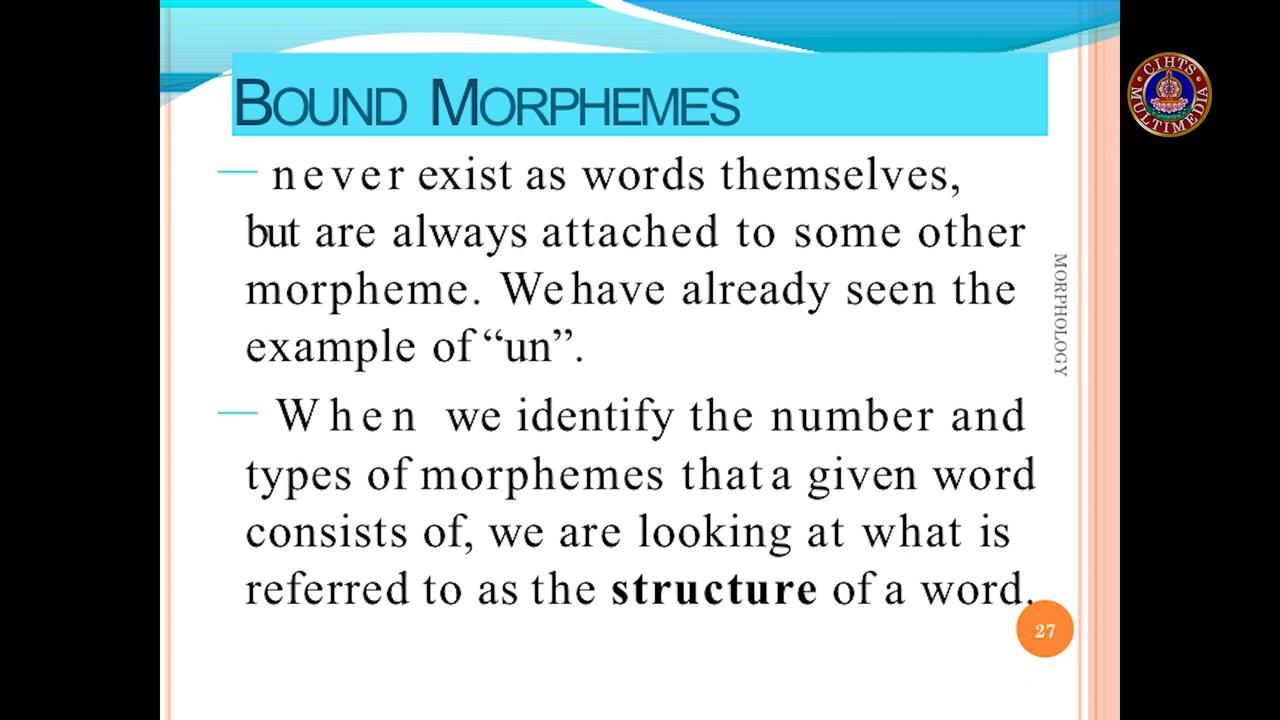 BOUND MORPHEMES
— never exist as words themselves,
but are always attached to some other
morpheme. We have already seen the
example of “un”.
— When we identify the number and
types of morphemes that a given word
consists of, we are looking at what is
referred to as the structure of a word.
MORPHOLOGY
27
CIHTS
MULTIMEDIA